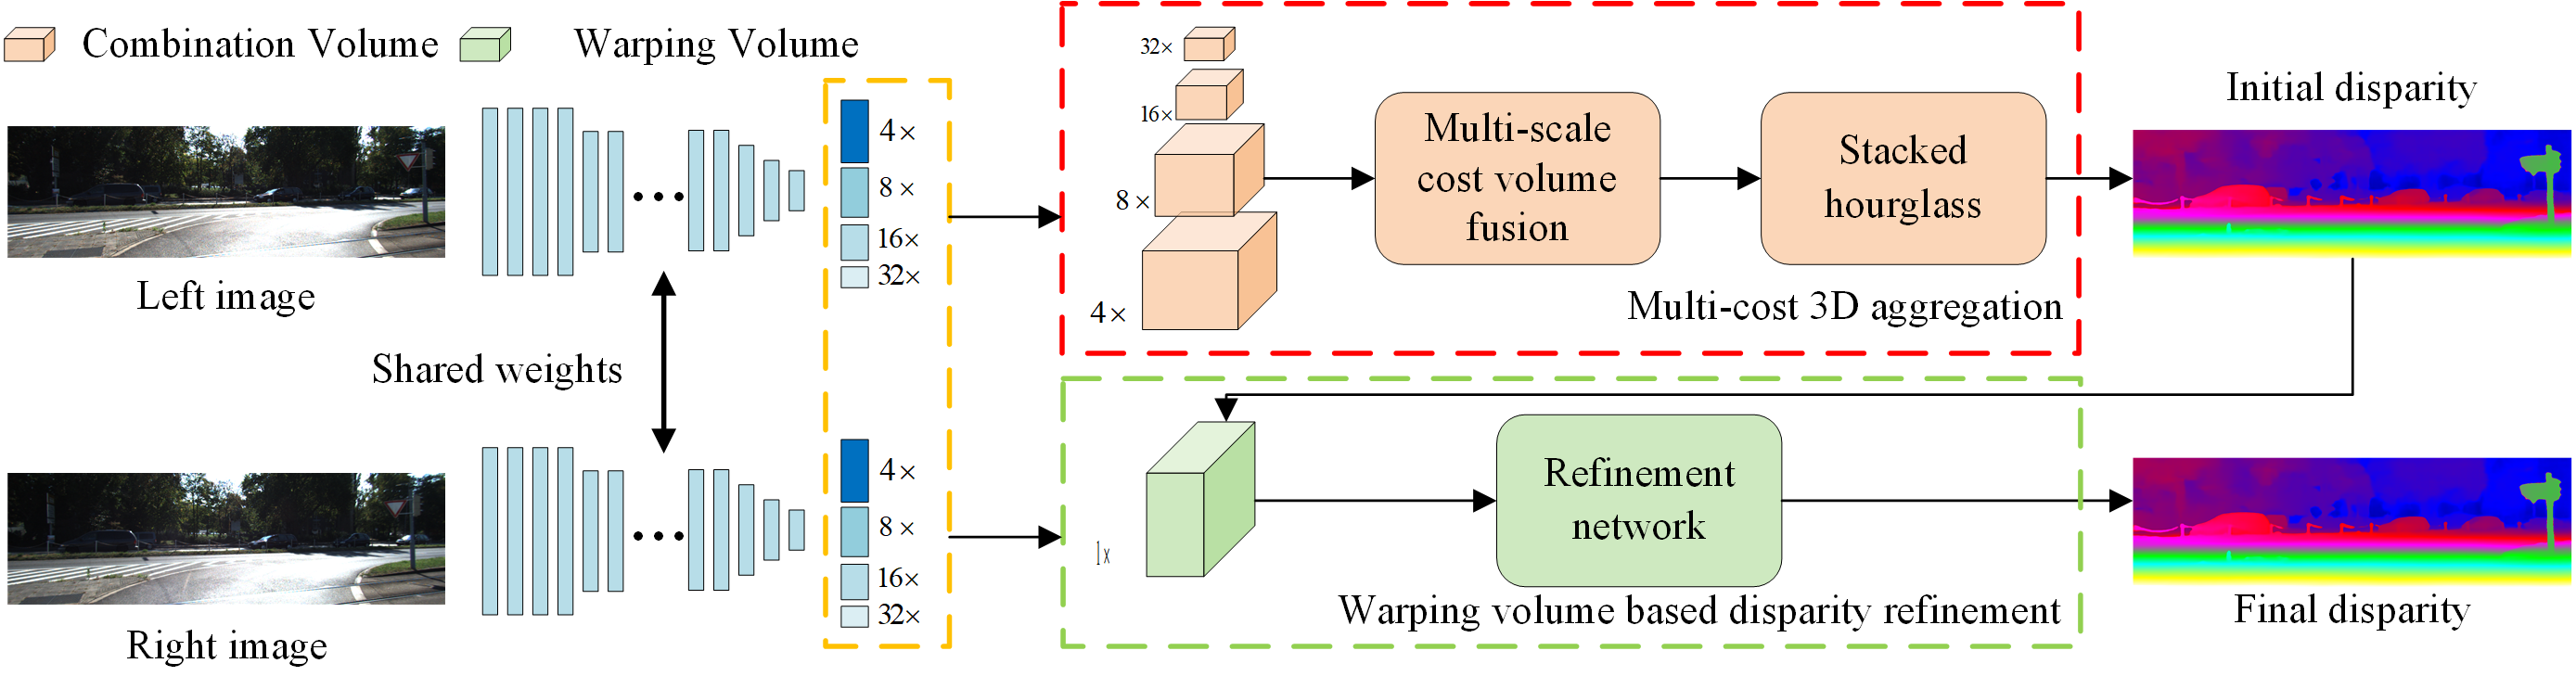 Combination Volume
Warping Volume
Left image
Shared weights
Right image
4×
8×
16×
32×
4×
8×
16×
32×
32×
16×
8×
4×
Multi-scale
cost volume
fusion
Stacked
hourglass
Multi-cost 3D aggregation
Initial disparity
1x
Refinement
network
Warping volume based disparity refinement
Final disparity